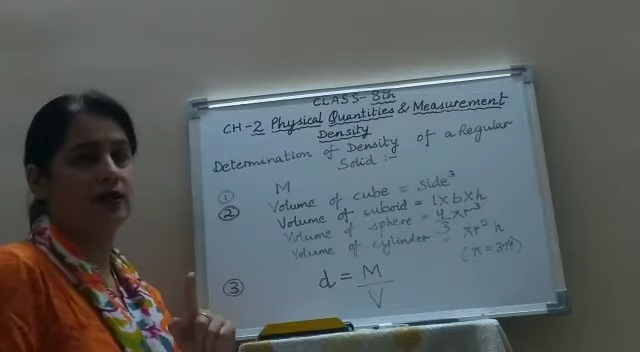 CLASS- 8th
CH-2 Physical Quantities & Measurement
Density
Determination of Density of a Regular
Solid :-
① M
② Volume of cube = side³
Volume of cuboid = l x b x h
Volume of sphere = 4/3 πr³
Volume of cylinder = πr² h
(π = 3.14)
③ d = M/V